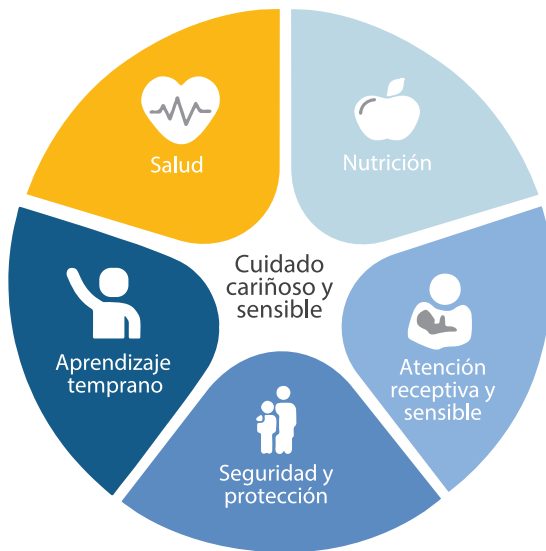 Salud
Nutrición
Cuidado
cariñoso y
sensible
Aprendizaje
temprano
Atención
receptiva y
sensible
Seguridad y
protección